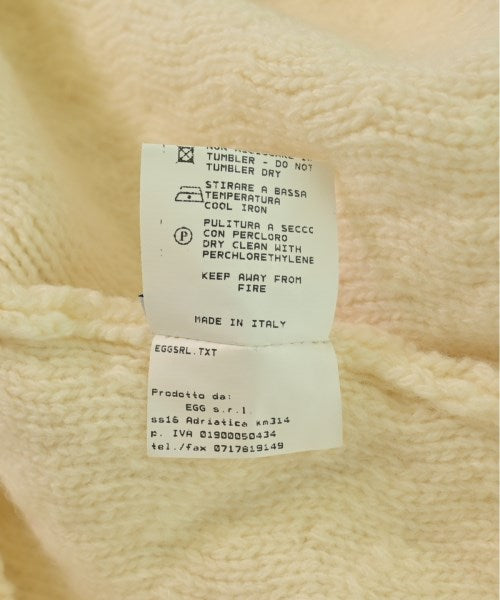 TUMBLER - DO NOT
TUMBLER DRY
STIRARE A BASSA
TEMPERATURA
COOL IRON
P
PULITURA A SECCO
CON PERCLORO
DRY CLEAN WITH
PERCHLORETHYLENE
KEEP AWAY FROM
FIRE
MADE IN ITALY
EGGSRL.TXT
Prodotto da:
EGG s.r.l.
ss16 Adriatica km314
p. IVA 01900050434
tel./fax 0717819149